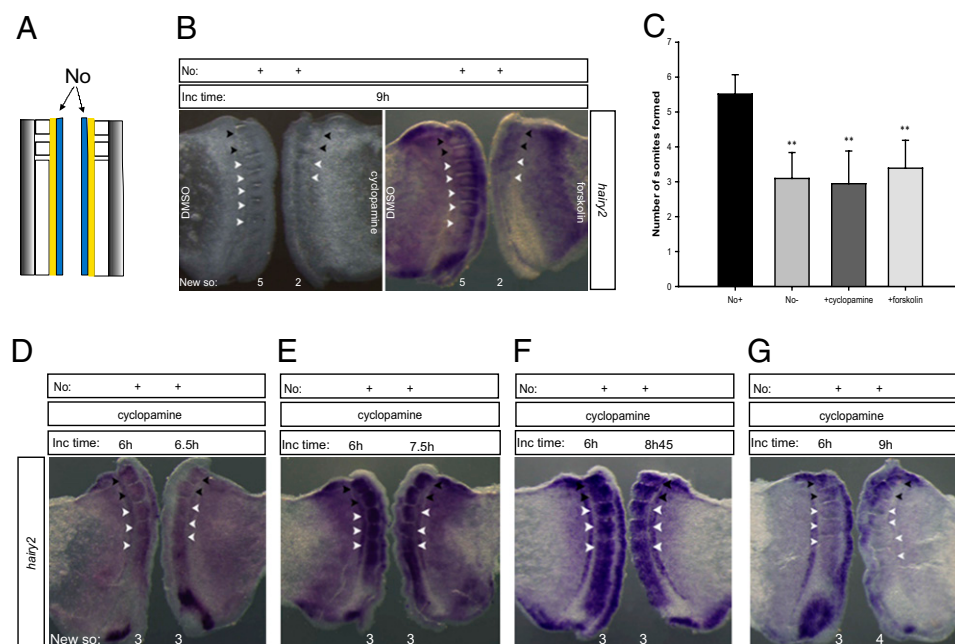 A
No
B
No: + + + +
Inc time: 9h
DMSO
cyclopamine
DMSO
forskolin
hairy2
New so: 5 2 5 2
C
Number of somites formed
7
6
5
4
3
2
1
0
**
**
**
No+ No- +cyclopamine +forskolin
D
No: + +
cyclopamine
Inc time: 6h 6.5h
hairy2
New so: 3 3
E
No: + +
cyclopamine
Inc time: 6h 7.5h
3 3
F
No: + +
cyclopamine
Inc time: 6h 8h45
3 3
G
No: + +
cyclopamine
Inc time: 6h 9h
3 4